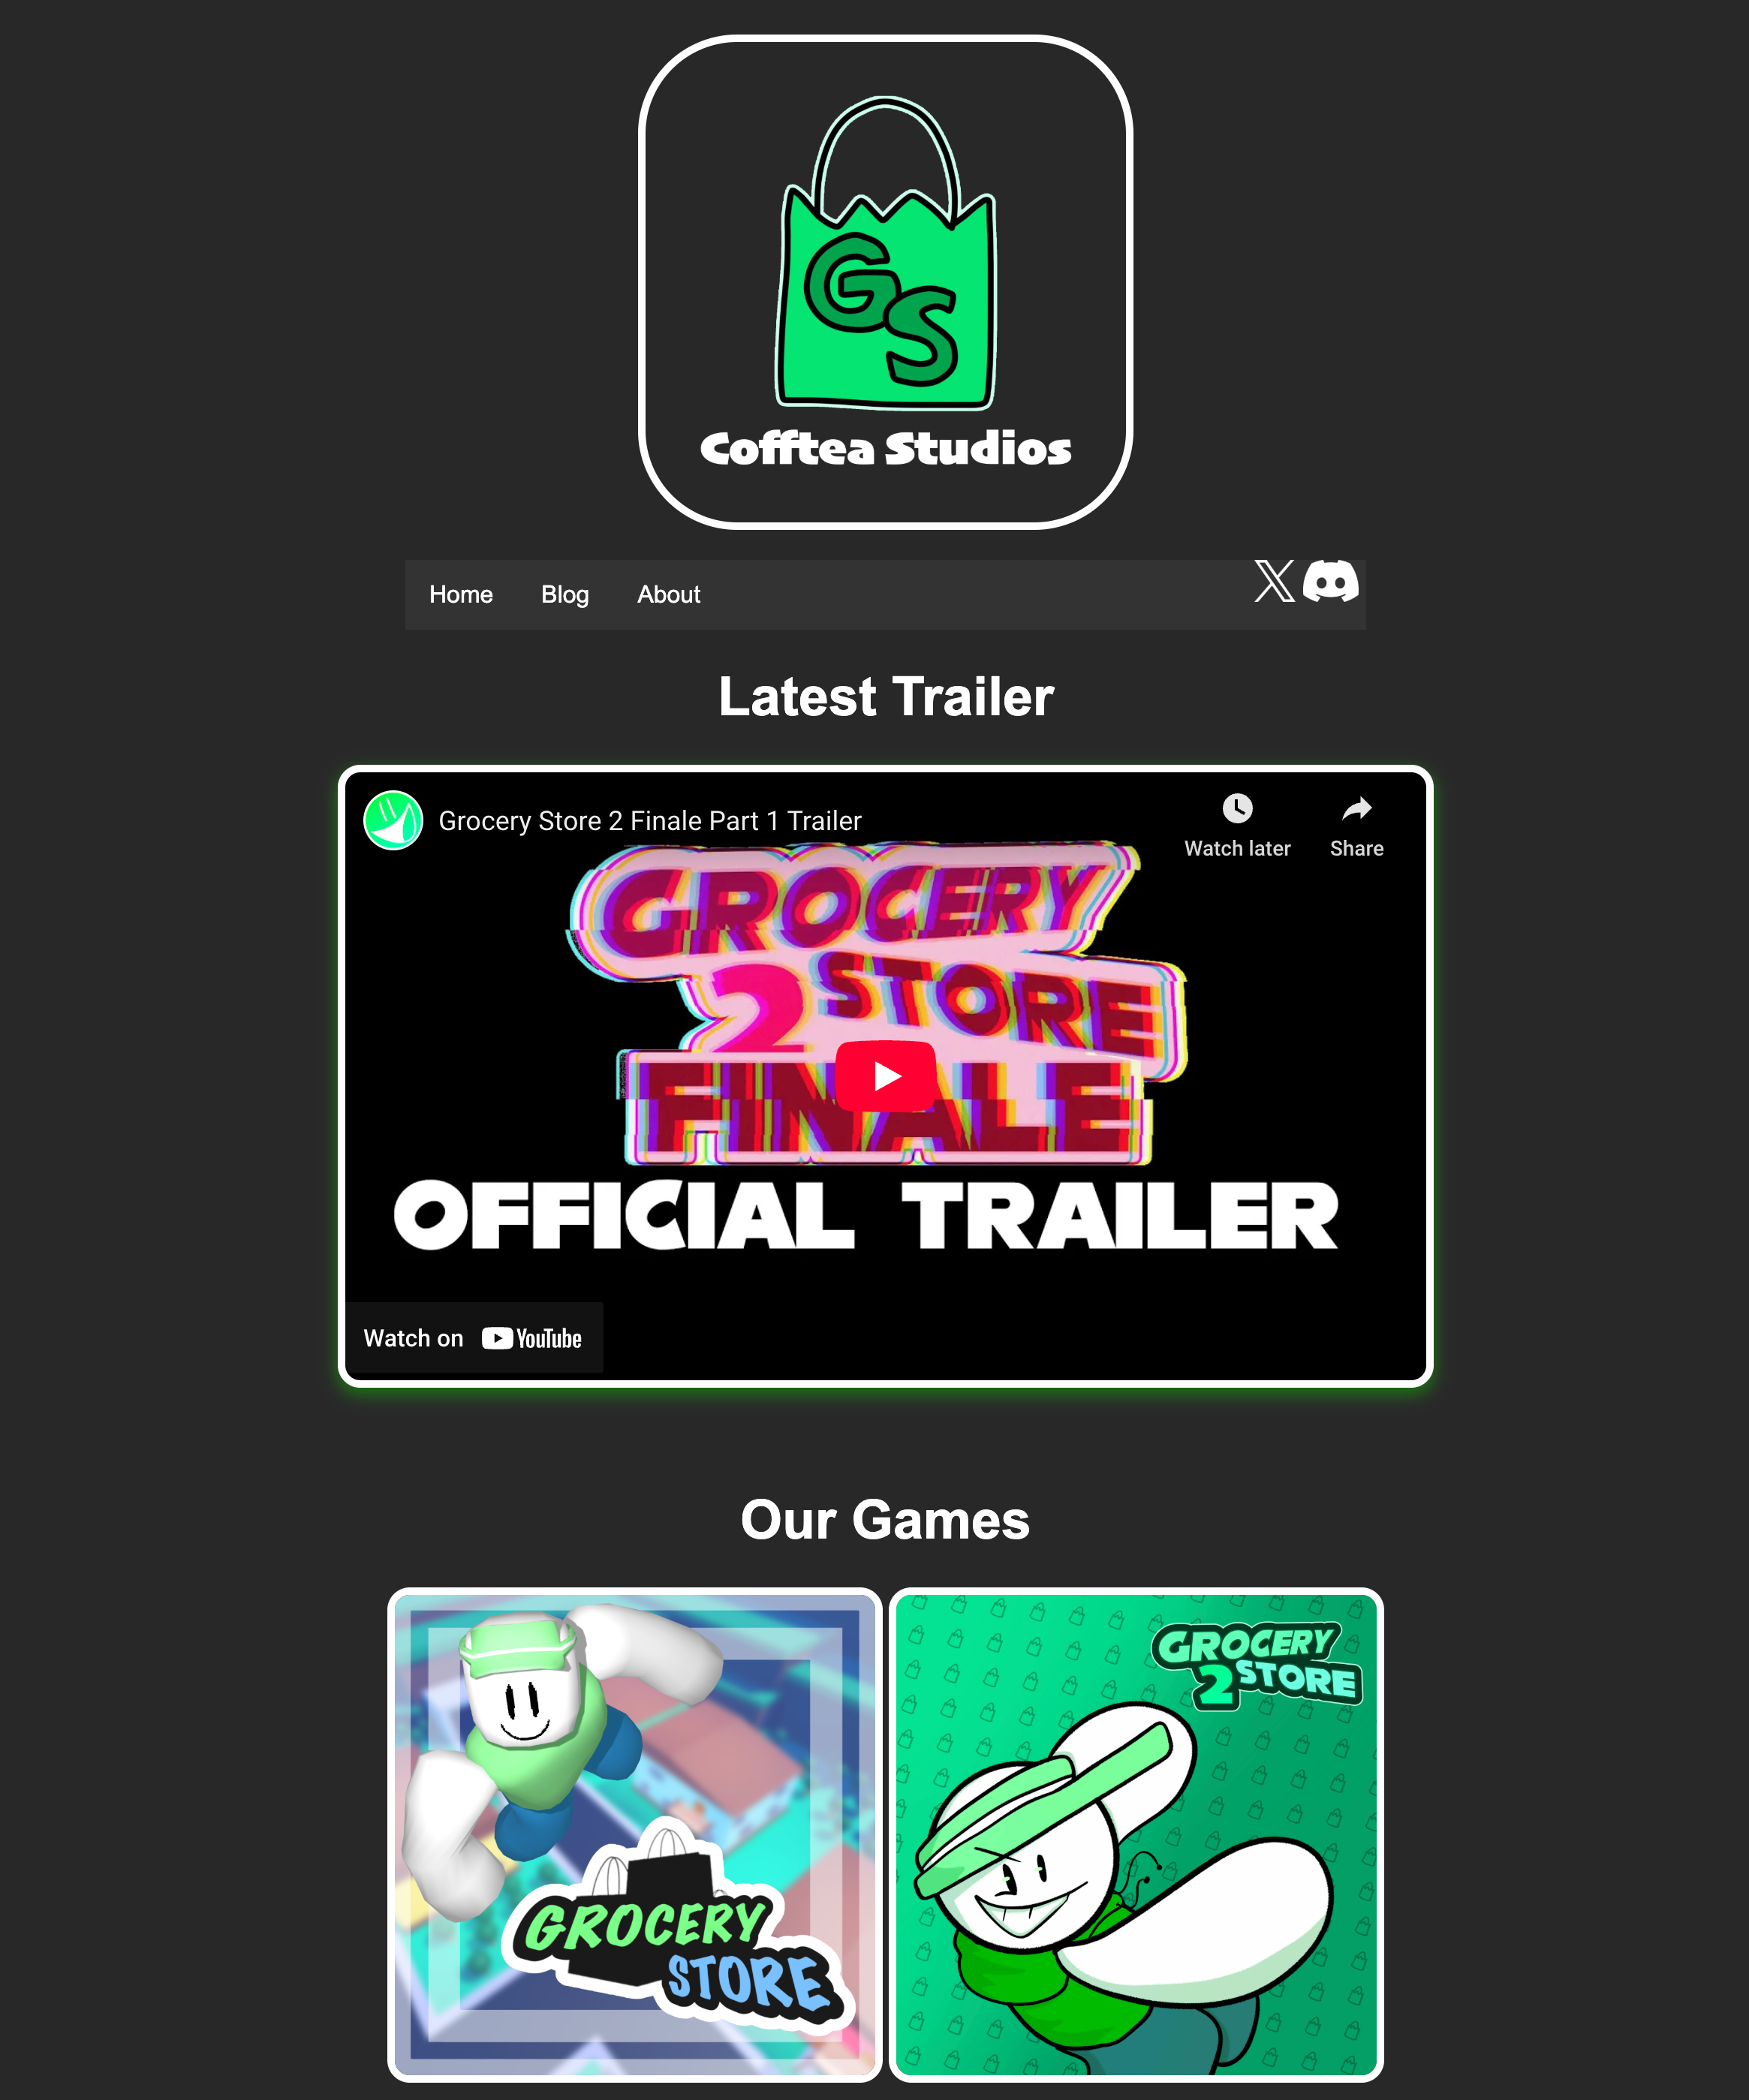 GS
Cofftea Studios
Home Blog About
Latest Trailer
Grocery Store 2 Finale Part 1 Trailer
Watch later Share
GROCERY
2 STORE
FINALE
OFFICIAL TRAILER
Watch on YouTube
Our Games
GROCERY
STORE
GROCERY
2 STORE